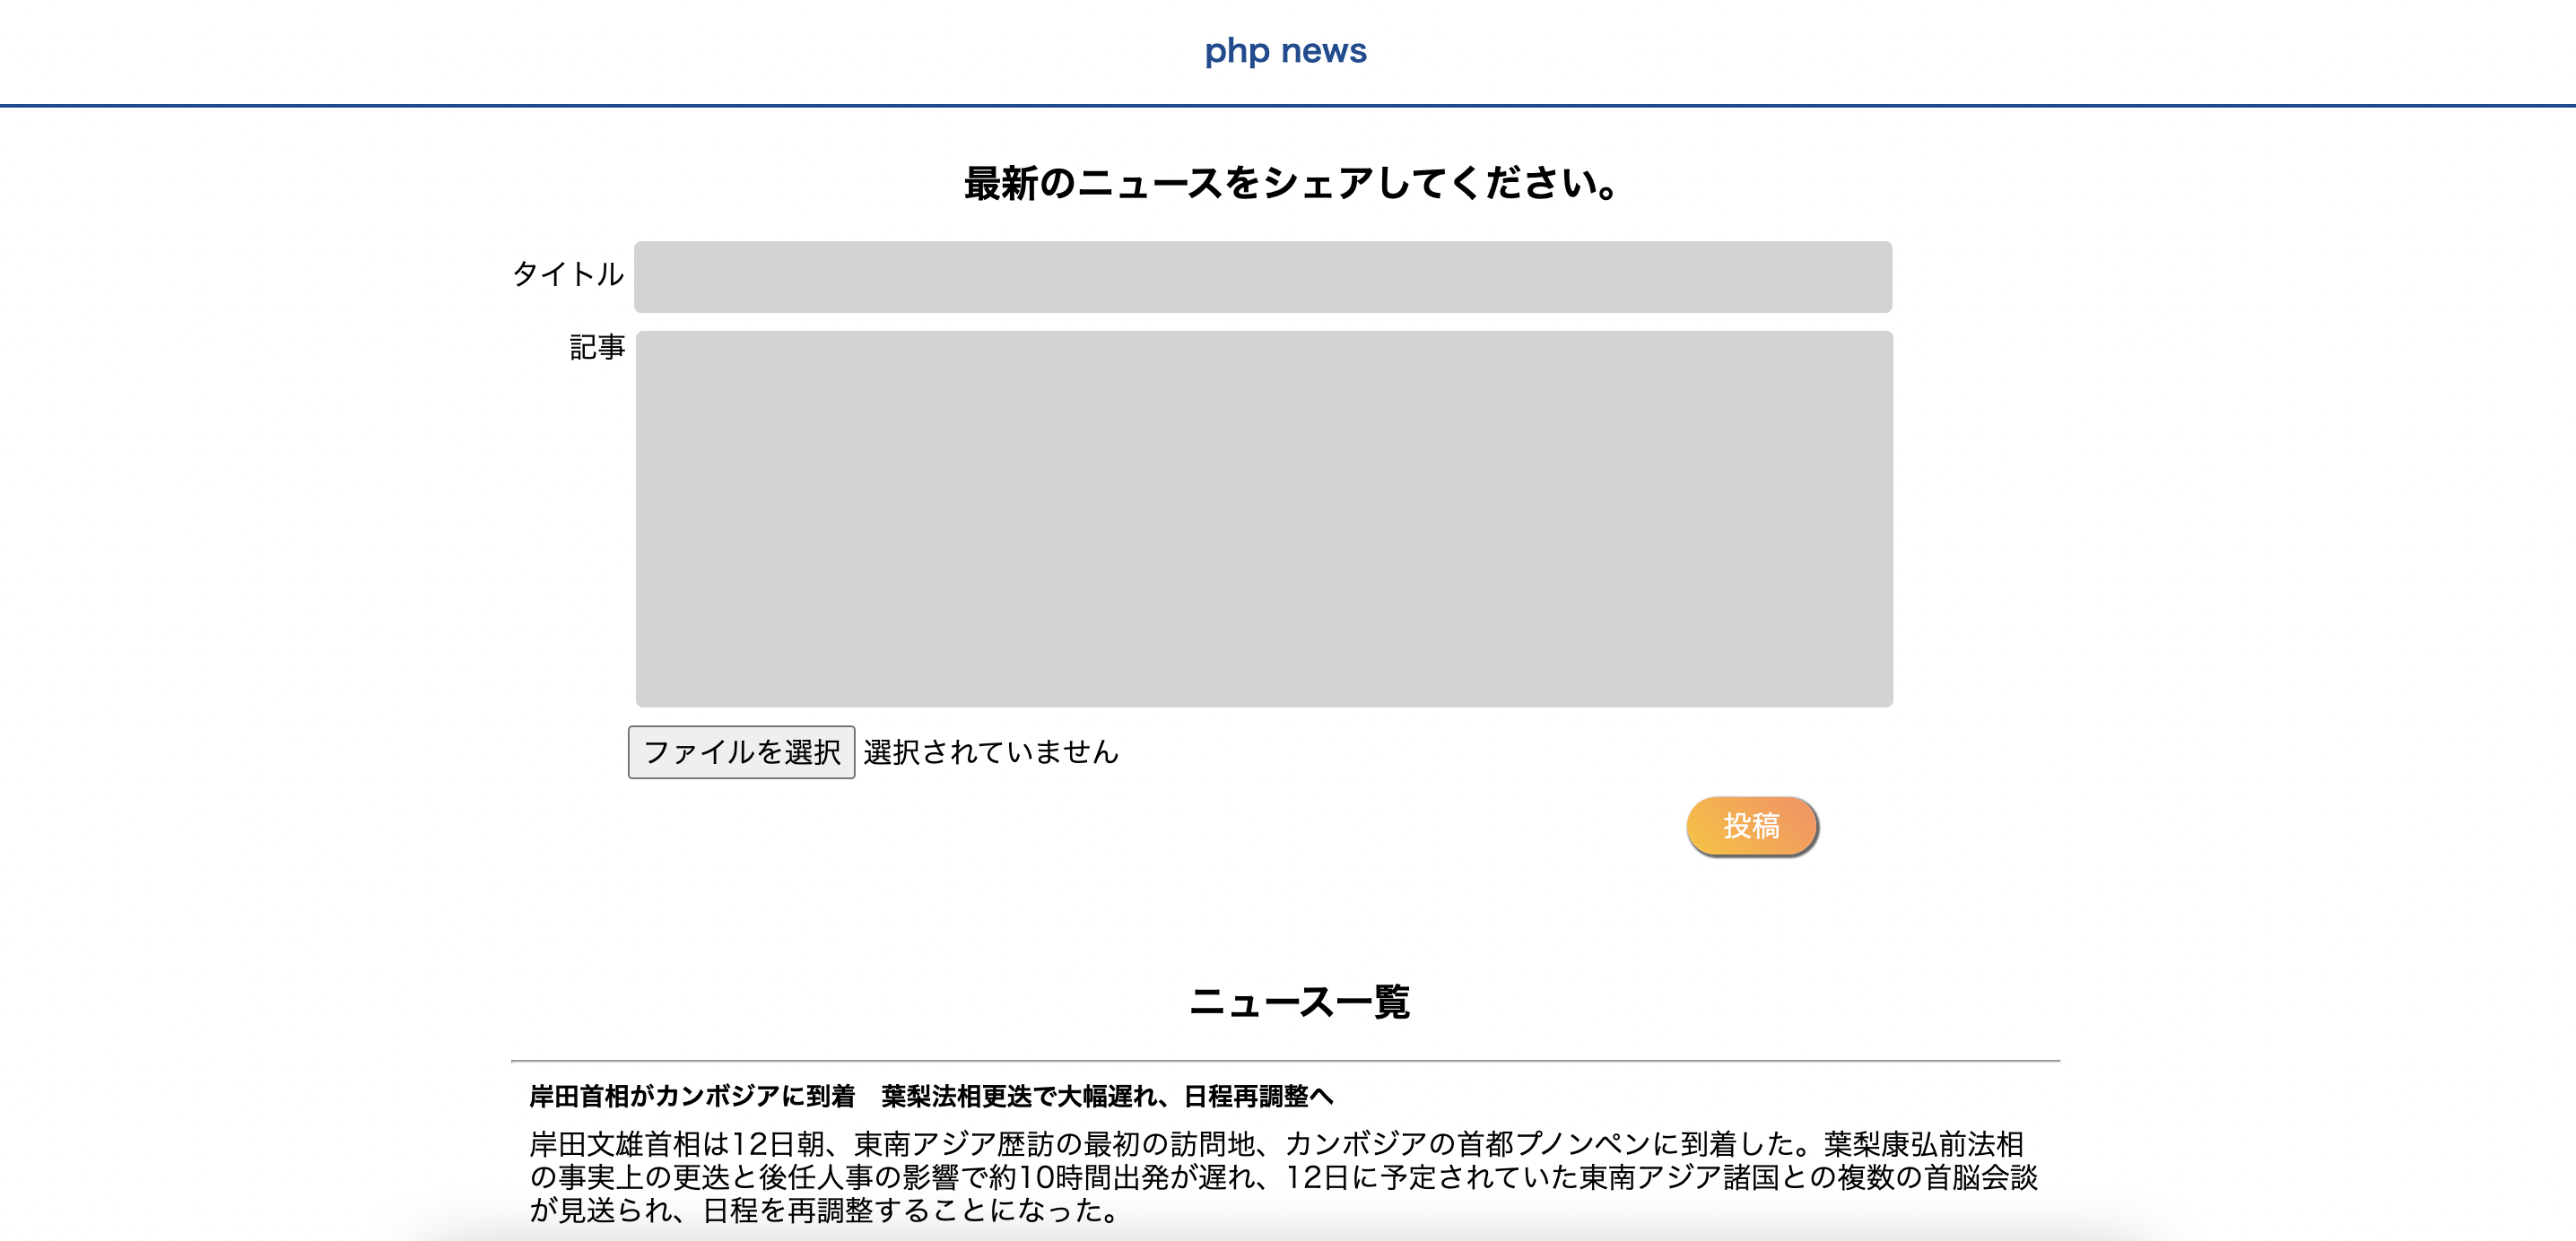 php news
最新のニュースをシェアしてください。
タイトル
記事
ファイルを選択 選択されていません
投稿
ニュース一覧
岸田首相がカンボジアに到着　葉梨法相更迭で大幅遅れ、日程再調整へ
岸田文雄首相は12日朝、東南アジア歴訪の最初の訪問地、カンボジアの首都プノンペンに到着した。葉梨康弘前法相
の事実上の更迭と後任人事の影響で約10時間出発が遅れ、12日に予定されていた東南アジア諸国との複数の首脳会談
が見送られ、日程を再調整することになった。